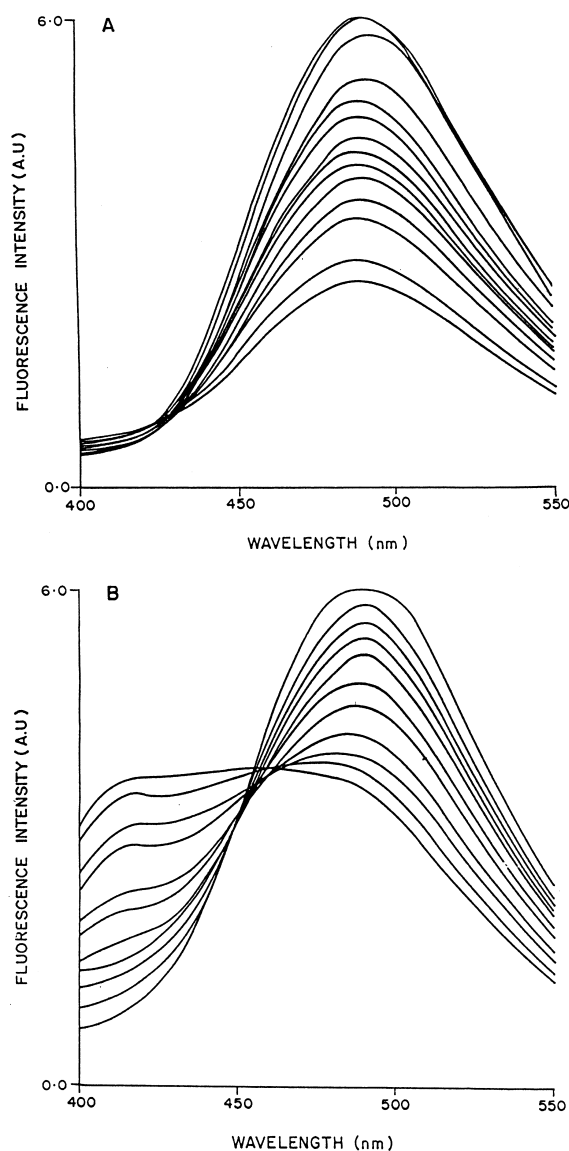 A
6.0
FLUORESCENCE INTENSITY (A.U)
0.0
400 450 500 550
WAVELENGTH (nm)
B
6.0
FLUORESCENCE INTENSITY (A.U)
0.0
400 450 500 550
WAVELENGTH (nm)